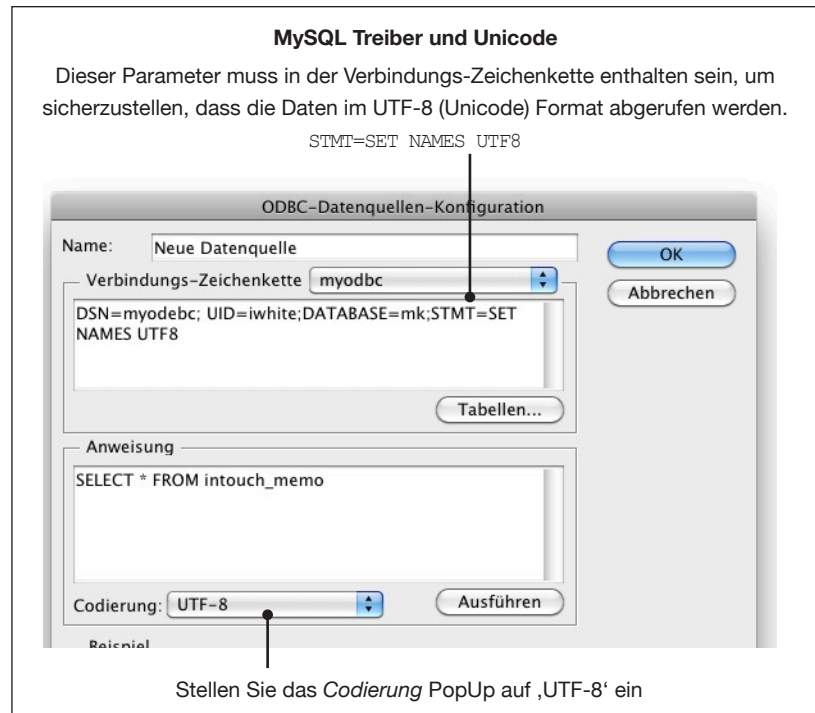 MySQL Treiber und Unicode
Dieser Parameter muss in der Verbindungs-Zeichenkette enthalten sein, um
sicherzustellen, dass die Daten im UTF-8 (Unicode) Format abgerufen werden.
STMT=SET NAMES UTF8
ODBC-Datenquellen-Konfiguration
Name: Neue Datenquelle
OK
Verbindungs-Zeichenkette myodbc
Abbrechen
DSN=myodebc; UID=iwhite;DATABASE=mk;STMT=SET
NAMES UTF8
Tabellen...
Anweisung
SELECT * FROM intouch_memo
Codierung: UTF-8 Ausführen
Beispiel
Stellen Sie das Codierung PopUp auf ‚UTF-8‘ ein